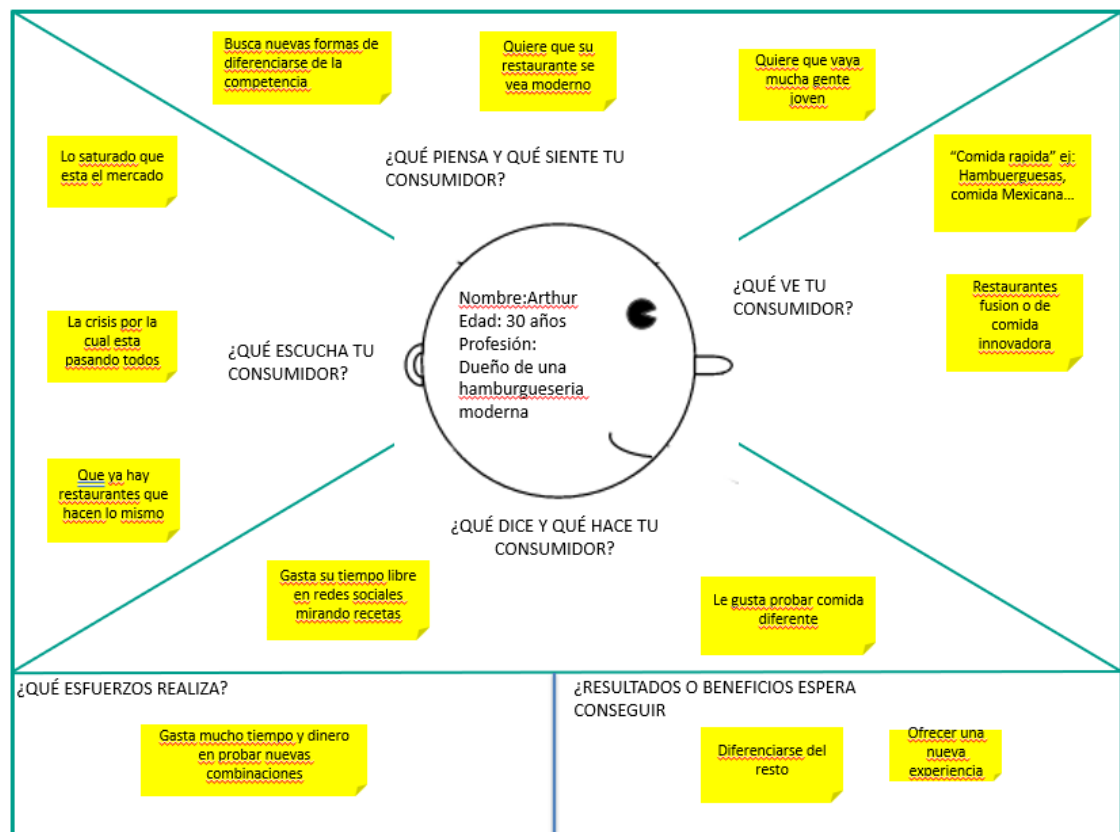 Busca nuevas formas de
diferenciarse de la
competencia
Quiere que su
restaurante se
vea moderno
Quiere que vaya
mucha gente
joven
¿QUÉ PIENSA Y QUÉ SIENTE TU
CONSUMIDOR?
Lo saturado que
esta el mercado
La crisis por la
cual esta
pasando todos
Que ya hay
restaurantes que
hacen lo mismo
¿QUÉ ESCUCHA TU
CONSUMIDOR?
Nombre:Arthur
Edad: 30 años
Profesión:
Dueño de una
hamburgueseria
moderna
¿QUÉ VE TU
CONSUMIDOR?
“Comida rapida” ej:
Hambuerguesas,
comida Mexicana...
Restaurantes
fusion o de
comida
innovadora
¿QUÉ DICE Y QUÉ HACE TU
CONSUMIDOR?
Gasta su tiempo libre
en redes sociales
mirando recetas
Le gusta probar comida
diferente
¿QUÉ ESFUERZOS REALIZA?
Gasta mucho tiempo y dinero
en probar nuevas
combinaciones
¿RESULTADOS O BENEFICIOS ESPERA
CONSEGUIR
Diferenciarse del
resto
Ofrecer una
nueva
experiencia